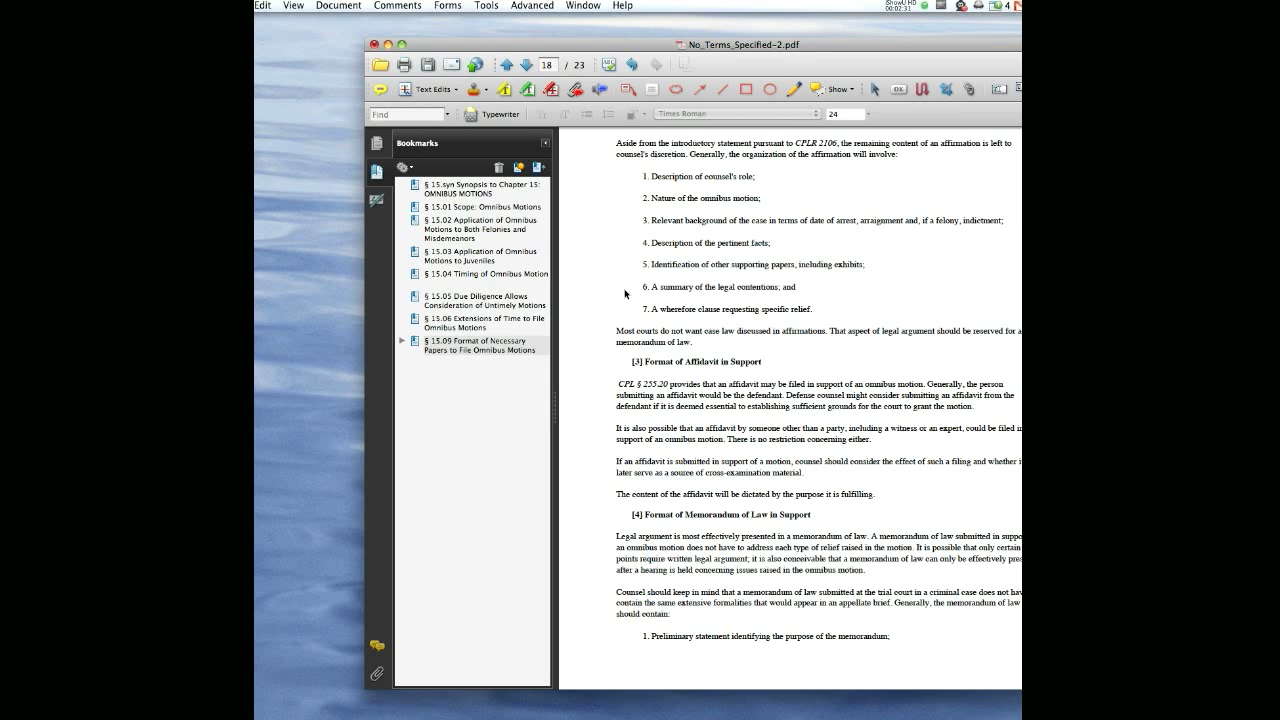 Edit View Document Comments Forms Tools Advanced Window Help
iShowU HD
00:02:31
4
No_Terms_Specified-2.pdf
18 / 23
Text Edits
OK
Show
Find
Typewriter
Times Roman
24
Bookmarks
§ 15.syn Synopsis to Chapter 15:
OMNIBUS MOTIONS
§ 15.01 Scope: Omnibus Motions
§ 15.02 Application of Omnibus
Motions to Both Felonies and
Misdemeanors
§ 15.03 Application of Omnibus
Motions to Juveniles
§ 15.04 Timing of Omnibus Motion
§ 15.05 Due Diligence Allows
Consideration of Untimely Motions
§ 15.06 Extensions of Time to File
Omnibus Motions
§ 15.09 Format of Necessary
Papers to File Omnibus Motions
Aside from the introductory statement pursuant to CPLR 2106, the remaining content of an affirmation is left to
counsel's discretion. Generally, the organization of the affirmation will involve:
1. Description of counsel's role;
2. Nature of the omnibus motion;
3. Relevant background of the case in terms of date of arrest, arraignment and, if a felony, indictment;
4. Description of the pertinent facts;
5. Identification of other supporting papers, including exhibits;
6. A summary of the legal contentions; and
7. A wherefore clause requesting specific relief.
Most courts do not want case law discussed in affirmations. That aspect of legal argument should be reserved for a
memorandum of law.
[3] Format of Affidavit in Support
CPL § 255.20 provides that an affidavit may be filed in support of an omnibus motion. Generally, the person
submitting an affidavit would be the defendant. Defense counsel might consider submitting an affidavit from the
defendant if it is deemed essential to establishing sufficient grounds for the court to grant the motion.
It is also possible that an affidavit by someone other than a party, including a witness or an expert, could be filed in
support of an omnibus motion. There is no restriction concerning either.
If an affidavit is submitted in support of a motion, counsel should consider the effect of such a filing and whether i
later serve as a source of cross-examination material.
The content of the affidavit will be dictated by the purpose it is fulfilling.
[4] Format of Memorandum of Law in Support
Legal argument is most effectively presented in a memorandum of law. A memorandum of law submitted in suppo
an omnibus motion does not have to address each type of relief raised in the motion. It is possible that only certain
points require written legal argument; it is also conceivable that a memorandum of law can only be effectively pre
after a hearing is held concerning issues raised in the omnibus motion.
Counsel should keep in mind that a memorandum of law submitted at the trial court in a criminal case does not hav
contain the same extensive formalities that would appear in an appellate brief. Generally, the memorandum of law
should contain:
1. Preliminary statement identifying the purpose of the memorandum;